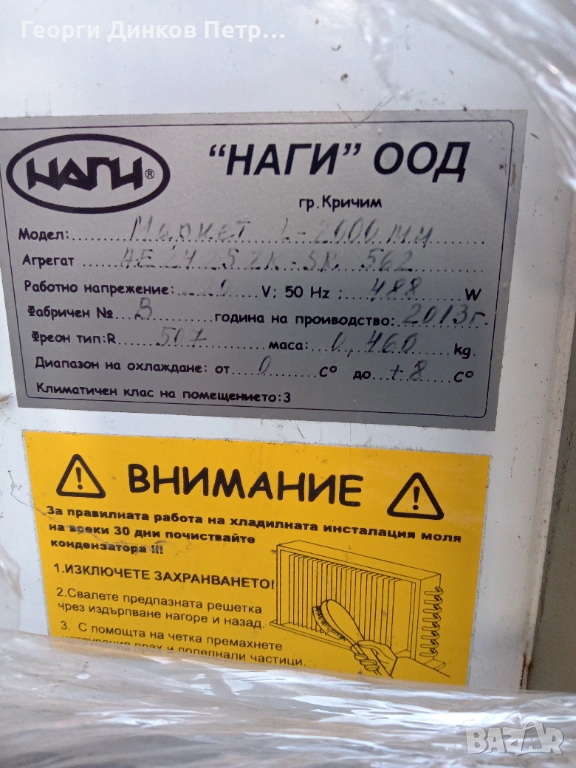 Георги Динков Петр...
НАГИ ®
"НАГИ" ООД
гр.Кричим
Модел: Маркет L-2000 мм
Агрегат AE 2425ZK-SR 562
Работно напрежение: 220 V; 50 Hz ; 488 W
Фабричен № В година на производство: 2013г.
Фреон тип:R 507 маса: 0,460 kg.
Диапазон на охлаждане: от 0 С° до +8 С°
Климатичен клас на помещението:3
ВНИМАНИЕ
За правилната работа на хладилната инсталация моля
на всеки 30 дни почиствайте
кондензатора !!!
1.ИЗКЛЮЧЕТЕ ЗАХРАНВАНЕТО!
2.Свалете предпазната решетка
чрез издърпване нагоре и назад.
3. С помощта на четка премахнете
прах и полепнали частици.
BAZAR